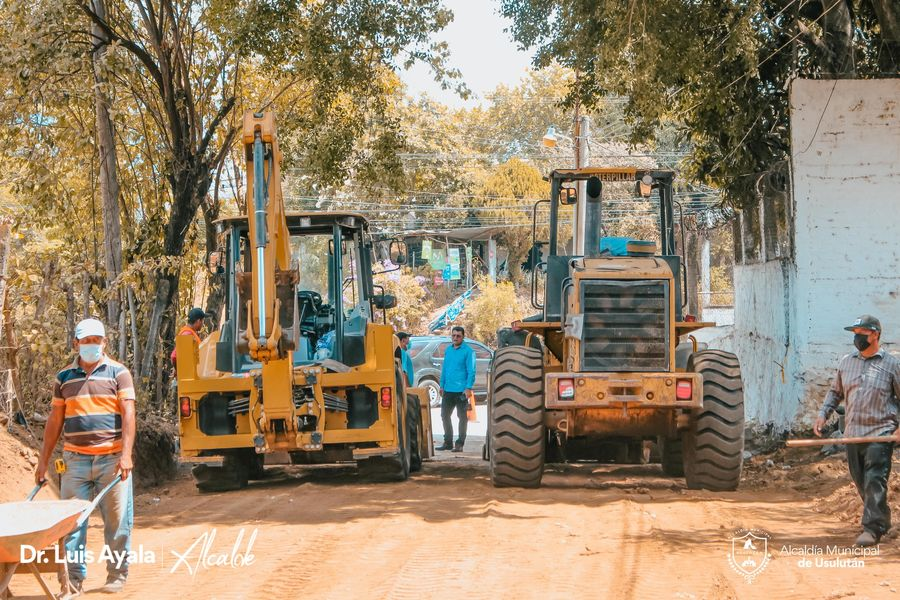 CATERPILLAR
Dr. Luis Ayala
Alcalde
Alcaldía Municipal
de Usulután